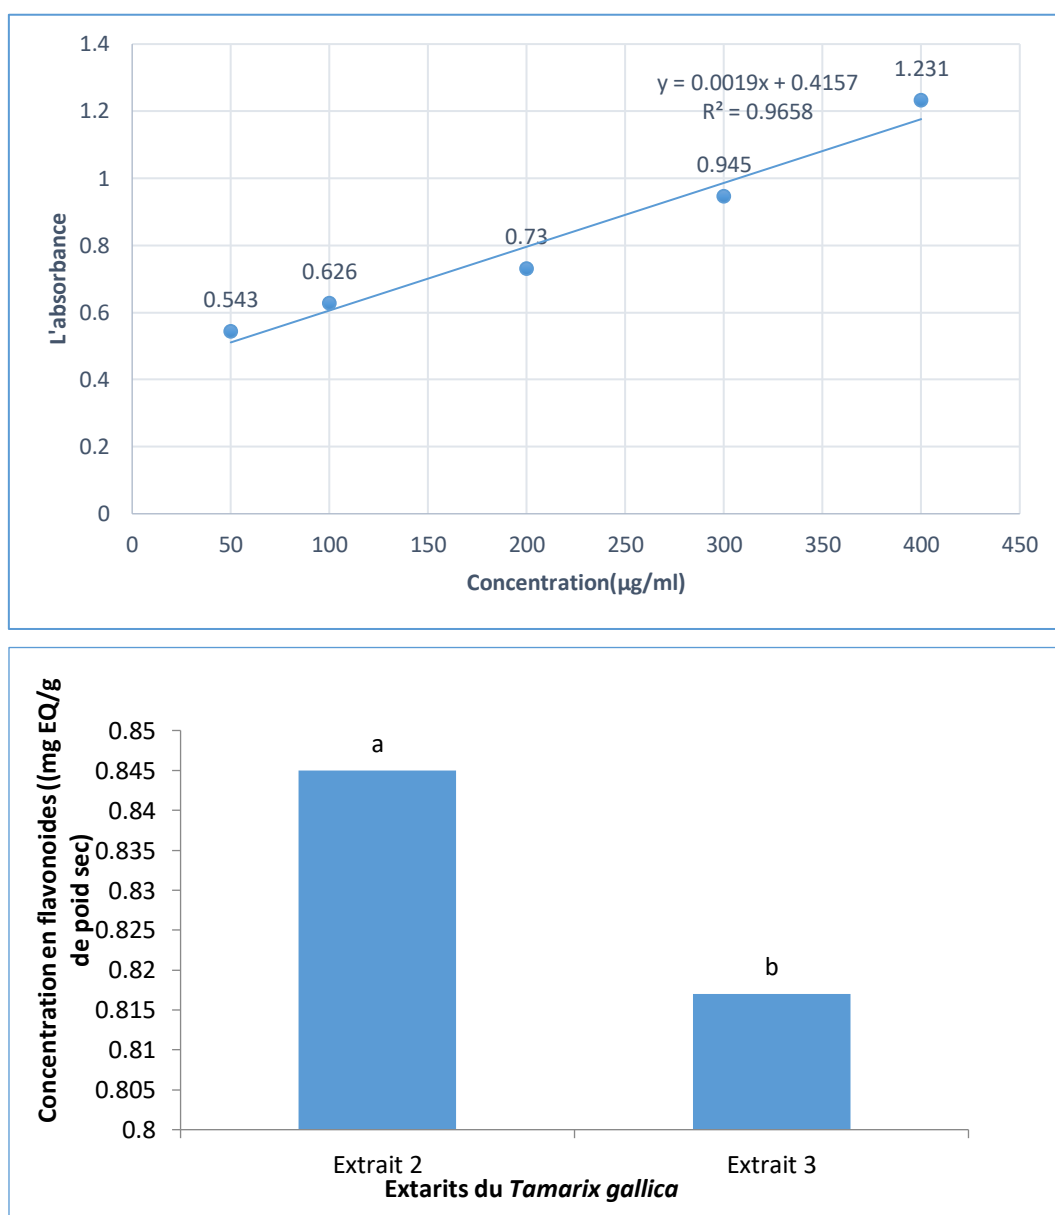 1.4
1.2
1
0.8
0.6
0.4
0.2
0
L'absorbance
0.543
0.626
0.73
0.945
1.231
y = 0.0019x + 0.4157
R² = 0.9658
0 50 100 150 200 250 300 350 400 450
Concentration(µg/ml)
Concentration en flavonoides ((mg EQ/g
de poid sec)
0.85
0.845
0.84
0.835
0.83
0.825
0.82
0.815
0.81
0.805
0.8
a
b
Extrait 2 Extrait 3
Extarits du Tamarix gallica